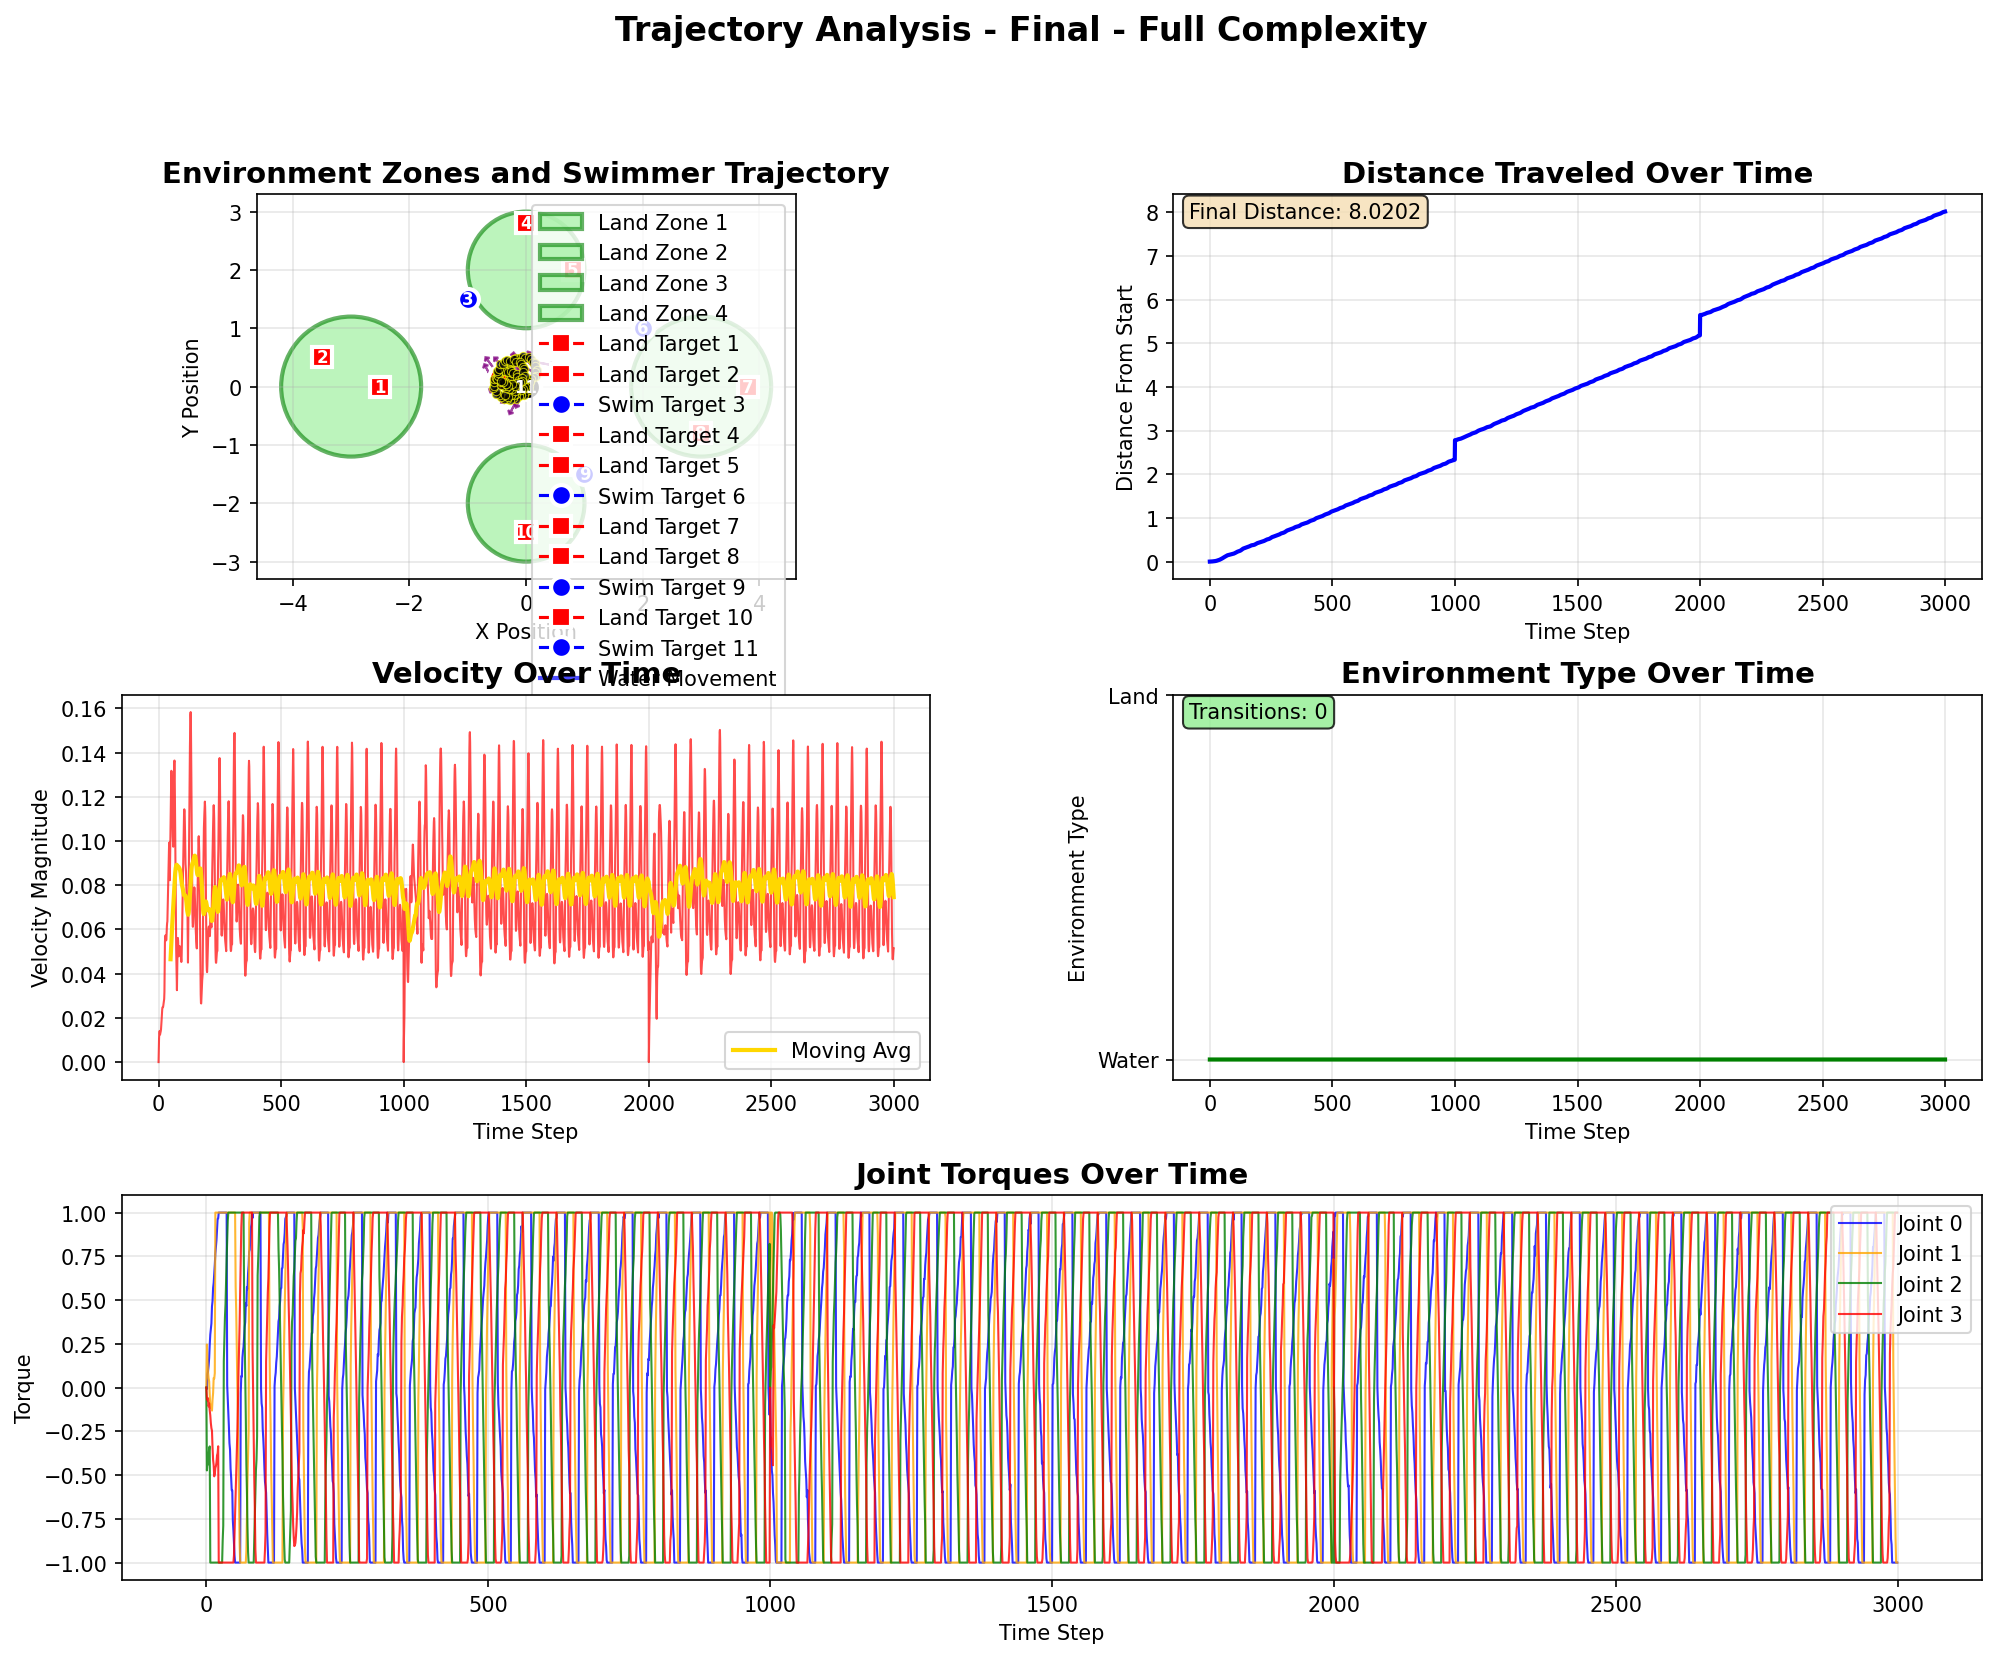 Trajectory Analysis - Final - Full Complexity
Environment Zones and Swimmer Trajectory
Y Position
3
2
1
0
−1
−2
−3
−4
−2
0
2
4
X Position
4
5
3
6
2
1
7
8
9
10
Land Zone 1
Land Zone 2
Land Zone 3
Land Zone 4
Land Target 1
Land Target 2
Swim Target 3
Land Target 4
Land Target 5
Swim Target 6
Land Target 7
Land Target 8
Swim Target 9
Land Target 10
Swim Target 11
Water Movement
Distance Traveled Over Time
Final Distance: 8.0202
Distance From Start
8
7
6
5
4
3
2
1
0
0
500
1000
1500
2000
2500
3000
Time Step
Velocity Over Time
Velocity Magnitude
0.16
0.14
0.12
0.10
0.08
0.06
0.04
0.02
0.00
Moving Avg
0
500
1000
1500
2000
2500
3000
Time Step
Environment Type Over Time
Environment Type
Land
Water
Transitions: 0
0
500
1000
1500
2000
2500
3000
Time Step
Joint Torques Over Time
Torque
1.00
0.75
0.50
0.25
0.00
−0.25
−0.50
−0.75
−1.00
Joint 0
Joint 1
Joint 2
Joint 3
0
500
1000
1500
2000
2500
3000
Time Step